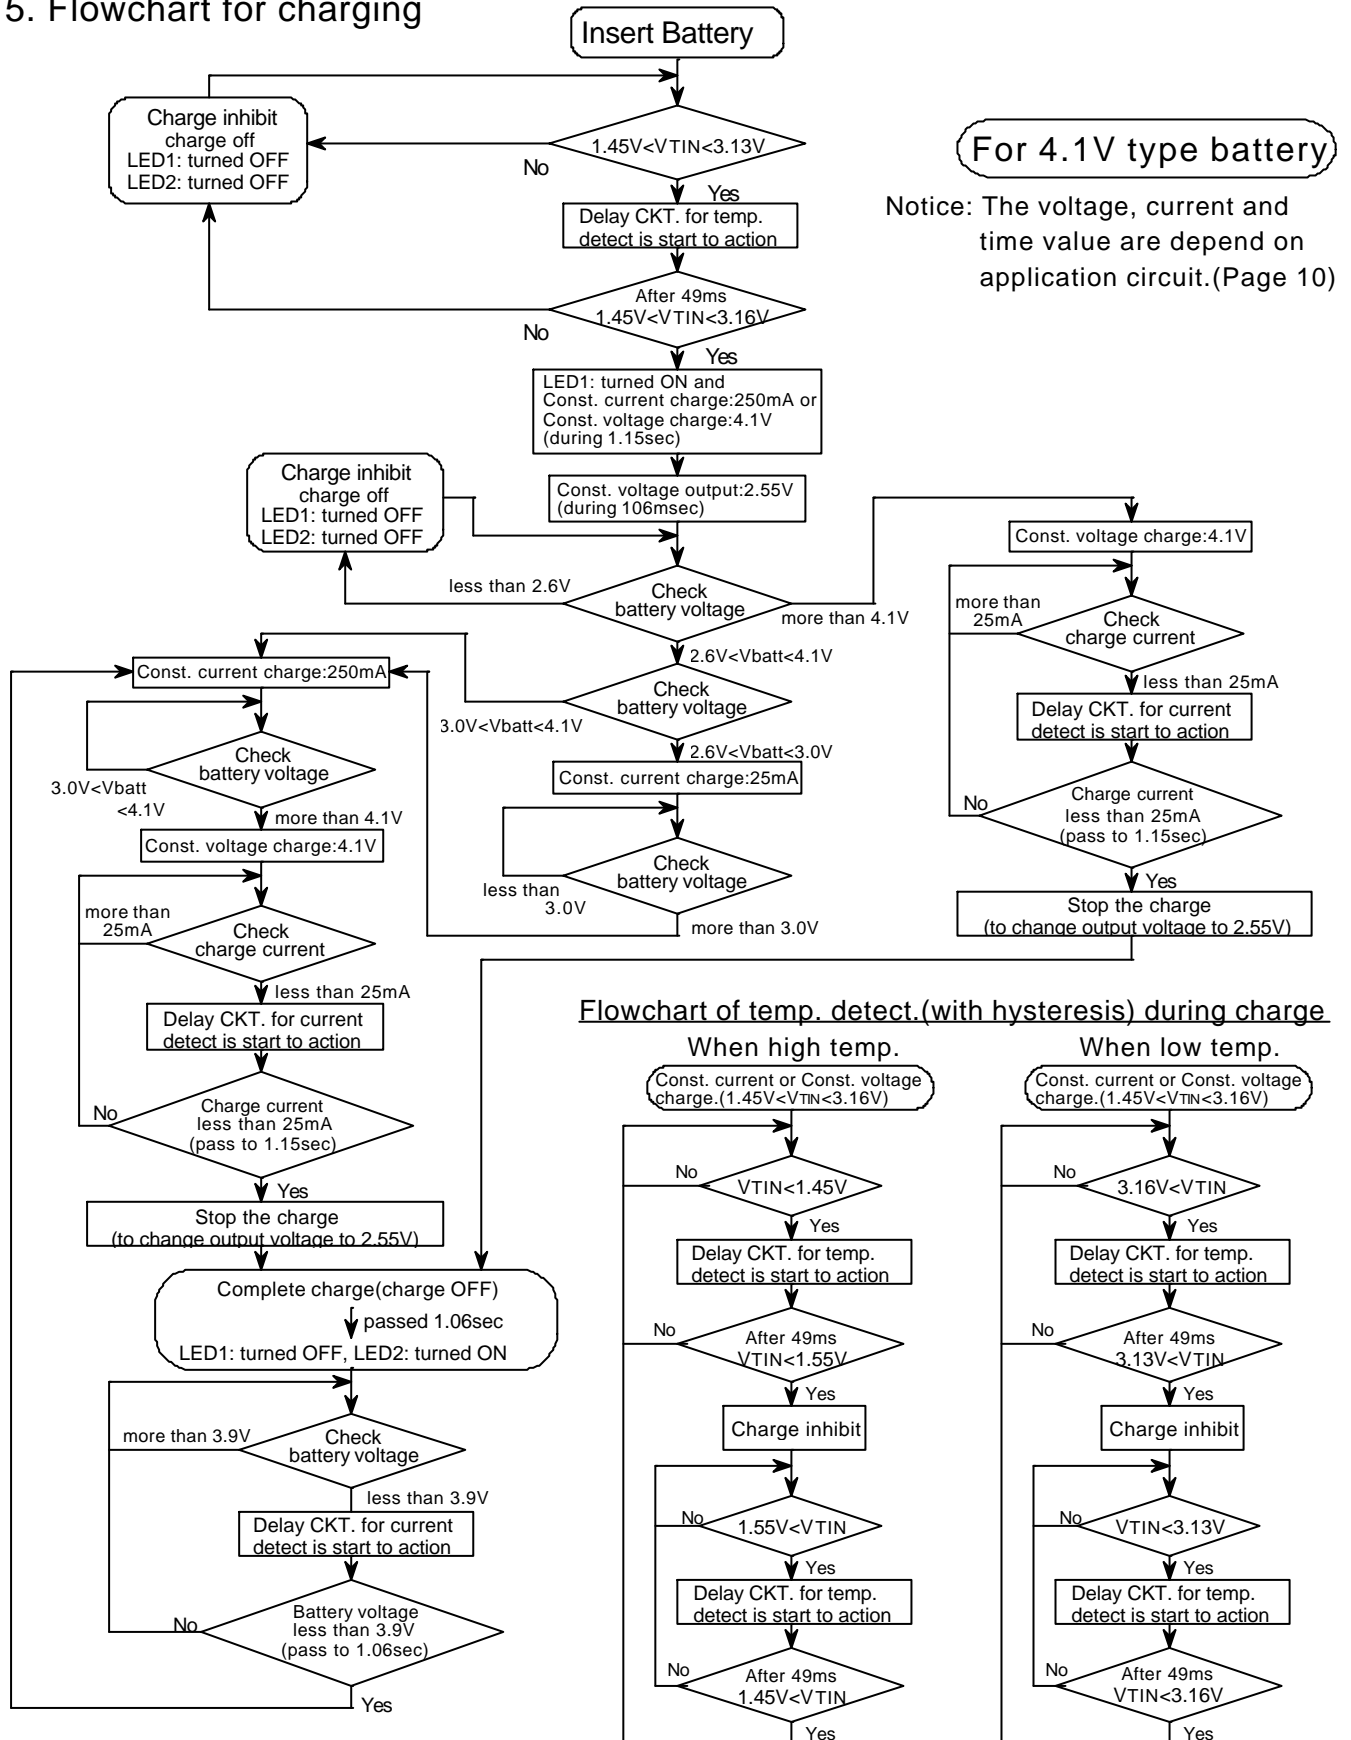 5. Flowchart for charging
Insert Battery
Charge inhibit
charge off
LED1: turned OFF
LED2: turned OFF
1.45V<VTIN<3.13V
No
Yes
For 4.1V type battery
Notice: The voltage, current and
time value are depend on
application circuit.(Page 10)
Delay CKT. for temp.
detect is start to action
After 49ms
1.45V<VTIN<3.16V
No
Yes
LED1: turned ON and
Const. current charge:250mA or
Const. voltage charge:4.1V
(during 1.15sec)
Charge inhibit
charge off
LED1: turned OFF
LED2: turned OFF
Const. voltage output:2.55V
(during 106msec)
less than 2.6V
Check
battery voltage
more than 4.1V
2.6V<Vbatt<4.1V
Const. voltage charge:4.1V
more than
25mA
Check
charge current
less than 25mA
Delay CKT. for current
detect is start to action
No
Charge current
less than 25mA
(pass to 1.15sec)
Yes
Stop the charge
(to change output voltage to 2.55V)
Check
battery voltage
3.0V<Vbatt<4.1V
2.6V<Vbatt<3.0V
Const. current charge:25mA
Check
battery voltage
less than
3.0V
more than 3.0V
Const. current charge:250mA
Check
battery voltage
3.0V<Vbatt
<4.1V
more than 4.1V
Const. voltage charge:4.1V
more than
25mA
Check
charge current
less than 25mA
Delay CKT. for current
detect is start to action
No
Charge current
less than 25mA
(pass to 1.15sec)
Yes
Stop the charge
(to change output voltage to 2.55V)
Complete charge(charge OFF)
passed 1.06sec
LED1: turned OFF, LED2: turned ON
more than 3.9V
Check
battery voltage
less than 3.9V
Delay CKT. for current
detect is start to action
No
Battery voltage
less than 3.9V
(pass to 1.06sec)
Yes
Flowchart of temp. detect.(with hysteresis) during charge
When high temp.
Const. current or Const. voltage
charge.(1.45V<VTIN<3.16V)
No
VTIN<1.45V
Yes
Delay CKT. for temp.
detect is start to action
No
After 49ms
VTIN<1.55V
Yes
Charge inhibit
No
1.55V<VTIN
Yes
Delay CKT. for temp.
detect is start to action
No
After 49ms
1.45V<VTIN
Yes
When low temp.
Const. current or Const. voltage
charge.(1.45V<VTIN<3.16V)
No
3.16V<VTIN
Yes
Delay CKT. for temp.
detect is start to action
No
After 49ms
3.13V<VTIN
Yes
Charge inhibit
No
VTIN<3.13V
Yes
Delay CKT. for temp.
detect is start to action
No
After 49ms
VTIN<3.16V
Yes